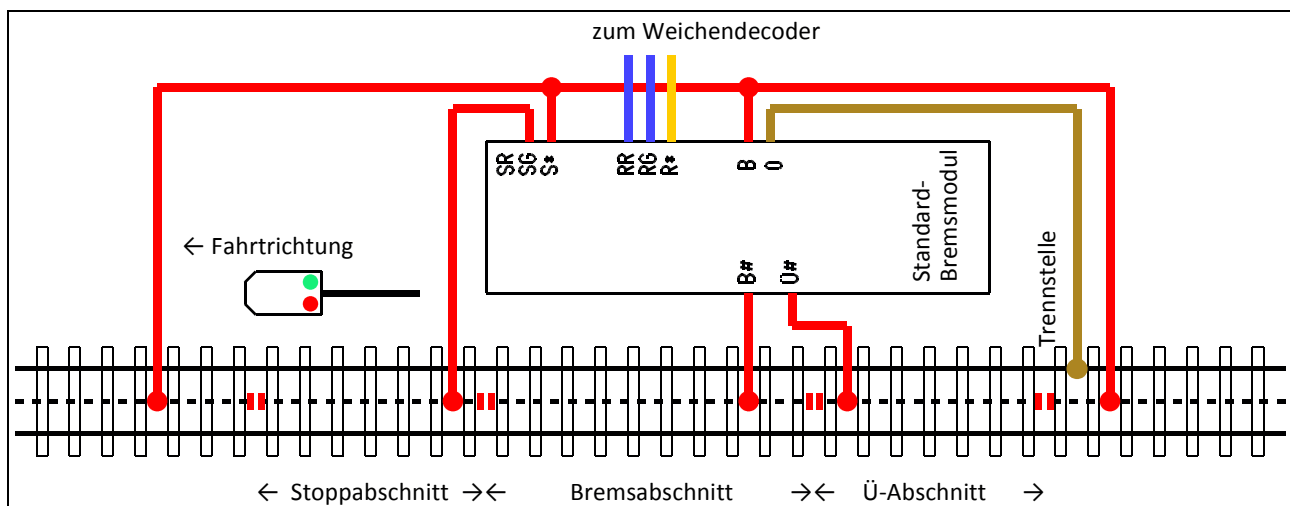 zum Weichendecoder
SR
SG
S*
RR
RG
R*
B
0
Standard-
Bremsmodul
← Fahrtrichtung
B#
Ü#
Trennstelle
← Stoppabschnitt →
← Bremsabschnitt →
← Ü-Abschnitt →